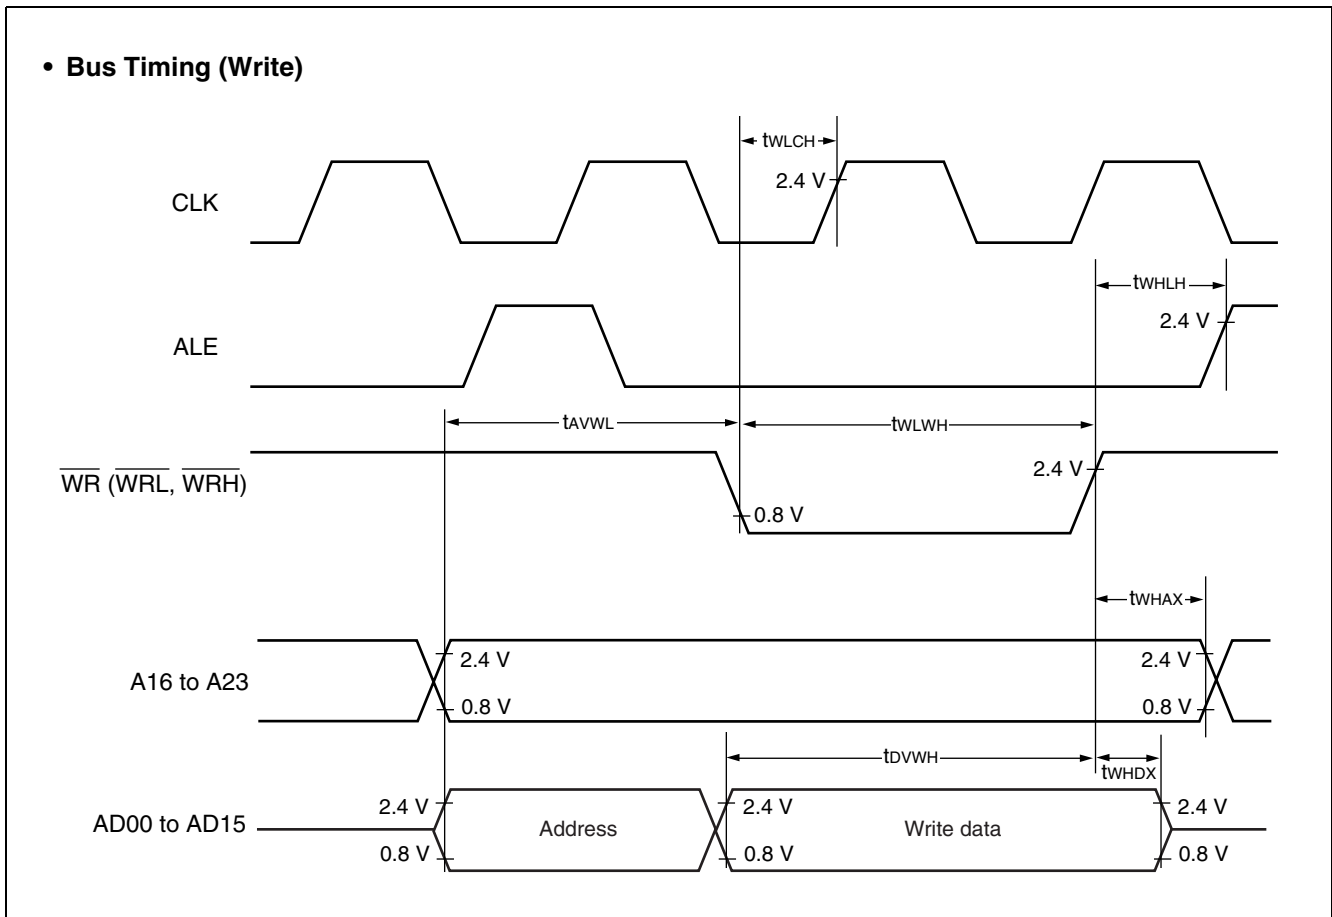 • Bus Timing (Write)
tWLCH
2.4 V
CLK
tWHLH
2.4 V
ALE
tAVWL
tWLWH
WR (WRL, WRH)
2.4 V
0.8 V
tWHAX
2.4 V
2.4 V
A16 to A23
0.8 V
0.8 V
tDVWH
tWHDX
2.4 V
2.4 V
2.4 V
AD00 to AD15
Address
Write data
0.8 V
0.8 V
0.8 V